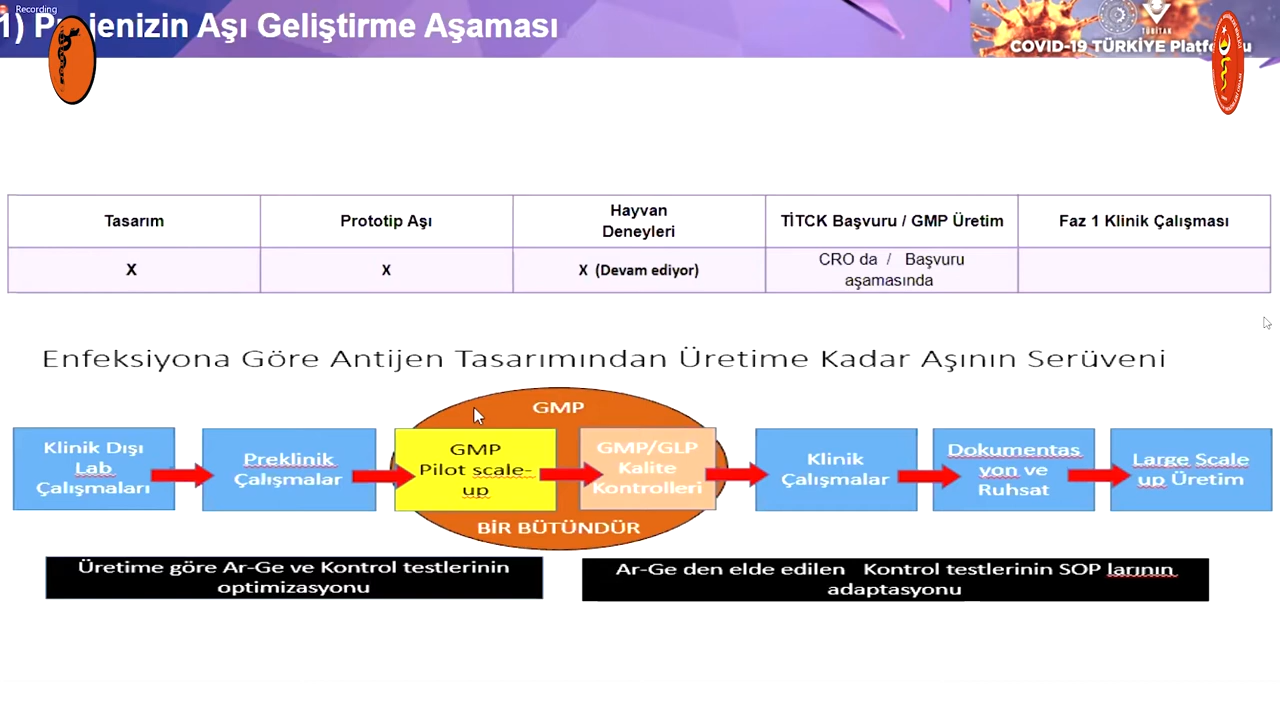 Recording
1) Projenizin Aşı Geliştirme Aşaması
TÜBİTAK
COVID-19 TÜRKİYE Platformu
Tasarım
Prototip Aşı
Hayvan
Deneyleri
TİTCK Başvuru / GMP Üretim
Faz 1 Klinik Çalışması
X
X
X (Devam ediyor)
CRO da / Başvuru
aşamasında
Enfeksiyona Göre Antijen Tasarımından Üretime Kadar Aşının Serüveni
GMP
Klinik Dışı
Lab
Çalışmaları
Preklinik
Çalışmalar
GMP
Pilot scale-
up
GMP/GLP
Kalite
Kontrolleri
Klinik
Çalışmalar
Dokumentas
yon ve
Ruhsat
Large Scale
up Üretim
BİR BÜTÜNDÜR
Üretime göre Ar-Ge ve Kontrol testlerinin
optimizasyonu
Ar-Ge den elde edilen Kontrol testlerinin SOP larının
adaptasyonu